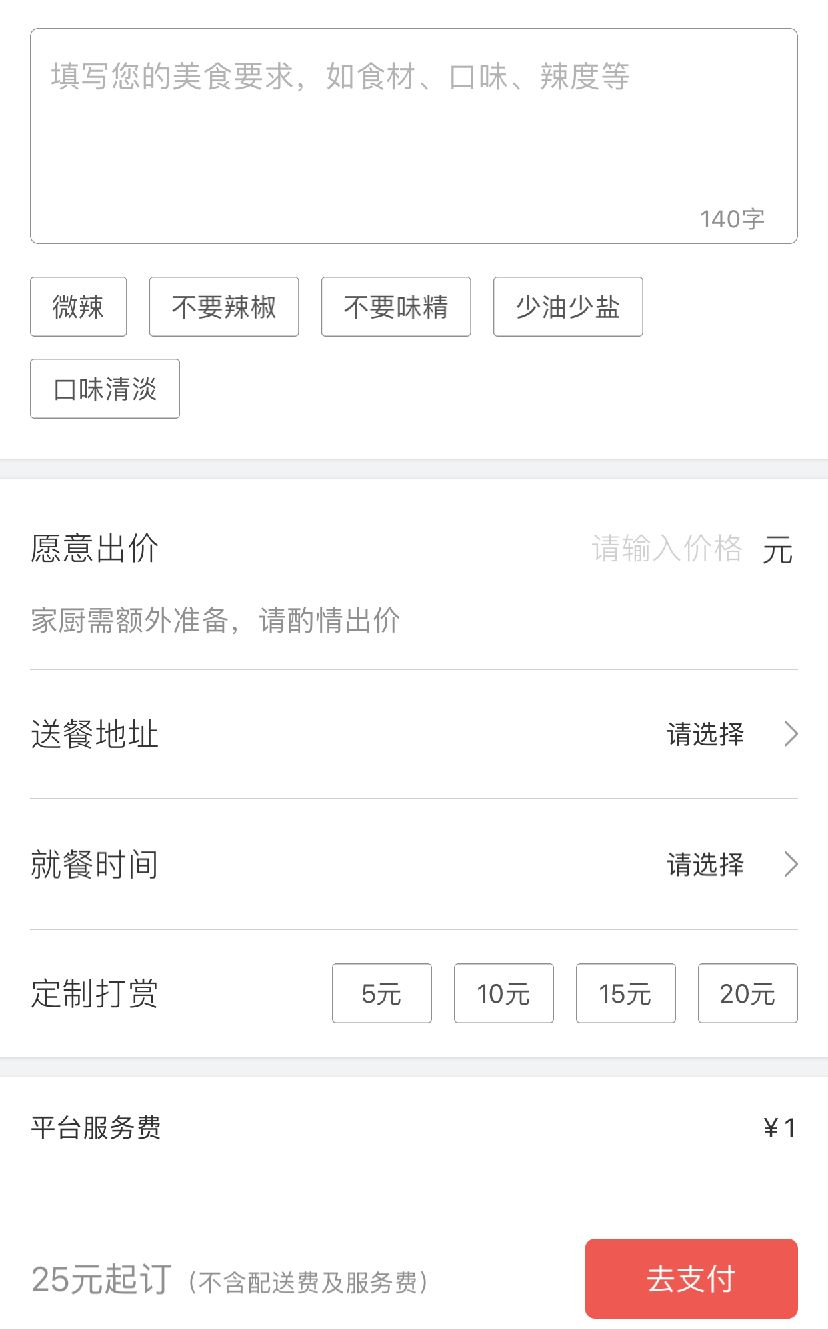 填写您的美食要求，如食材、口味、辣度等
140字
微辣 不要辣椒 不要味精 少油少盐
口味清淡
愿意出价 请输入价格 元
家厨需额外准备，请酌情出价
送餐地址 请选择
就餐时间 请选择
定制打赏 5元 10元 15元 20元
平台服务费 ¥1
25元起订（不含配送费及服务费） 去支付